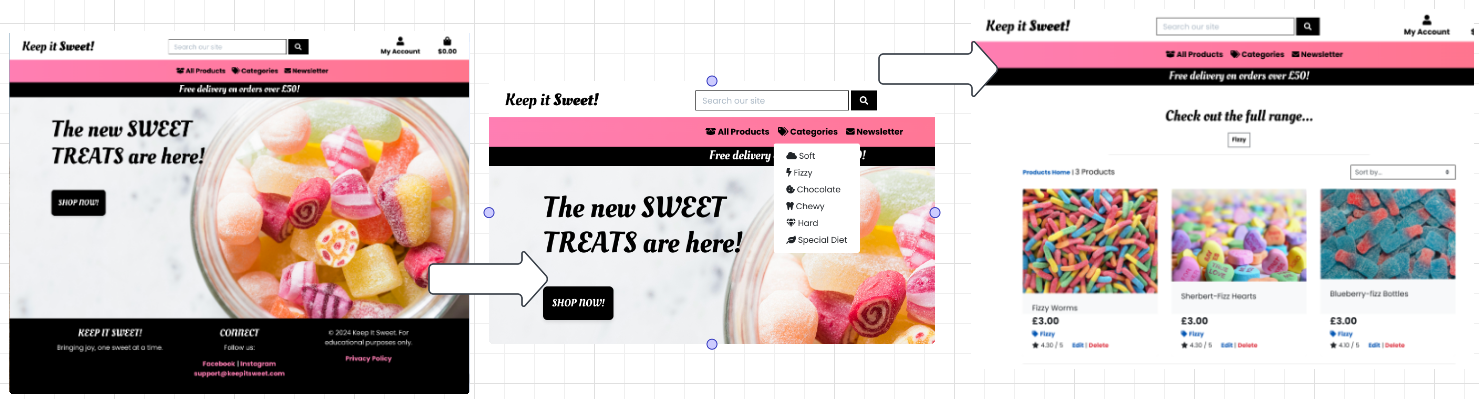 Keep it Sweet!
Search our site
My Account
$0.00
All Products Categories Newsletter
Free delivery on orders over £50!
The new SWEET
TREATS are here!
SHOP NOW!
KEEP IT SWEET!
Bringing joy, one sweet at a time.
CONNECT
Follow us:
Facebook | Instagram
support@keepitsweet.com
© 2024 Keep It Sweet. For
educational purposes only.
Privacy Policy
Keep it Sweet!
Search our site
All Products Categories Newsletter
Free delivery 0!
Soft
Fizzy
Chocolate
Chewy
Hard
Special Diet
The new SWEET
TREATS are here!
SHOP NOW!
Keep it Sweet!
Search our site
My Account
All Products Categories Newsletter
Free delivery on orders over £50!
Check out the full range...
Fizzy
Products Home | 3 Products
Sort by...
Fizzy Worms
£3.00
Fizzy
4.30 / 5 Edit | Delete
TRUE LOVE
Sherbert-Fizz Hearts
£3.00
Fizzy
4.30 / 5 Edit | Delete
Blueberry-fizz Bottles
£3.00
Fizzy
4.10 / 5 Edit | Delete